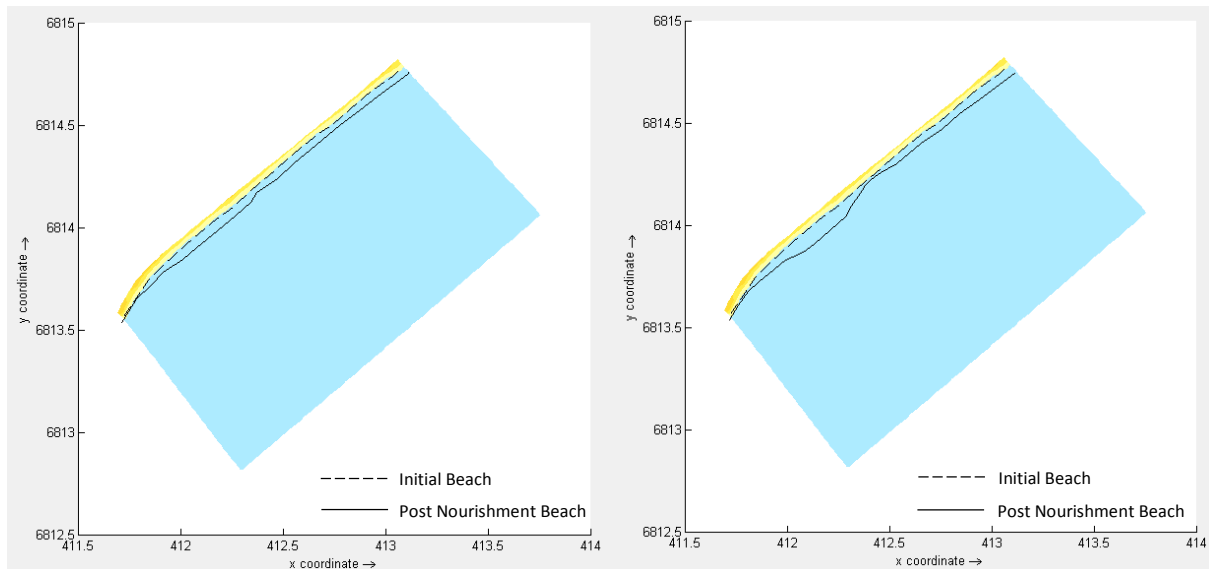 6815
6814.5
6814
6813.5
6813
6812.5
y coordinate →
411.5 412 412.5 413 413.5 414
x coordinate →
Initial Beach
Post Nourishment Beach
6815
6814.5
6814
6813.5
6813
6812.5
y coordinate →
411.5 412 412.5 413 413.5 414
x coordinate →
Initial Beach
Post Nourishment Beach